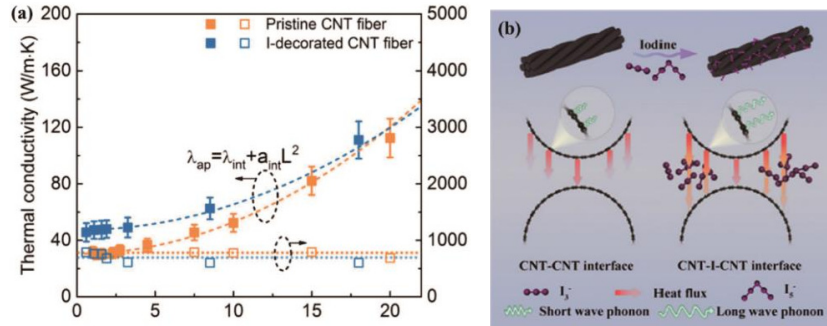 (a)
Thermal conductivity (W/m·K)
200
160
120
80
40
0
Pristine CNT fiber
I-decorated CNT fiber
λap=λint+aintL²
5000
4000
3000
2000
1000
0
0 5 10 15 20
(b)
Iodine
CNT-CNT interface
CNT-I-CNT interface
I₃⁻
Heat flux
I₅⁻
Short wave phonon
Long wave phonon